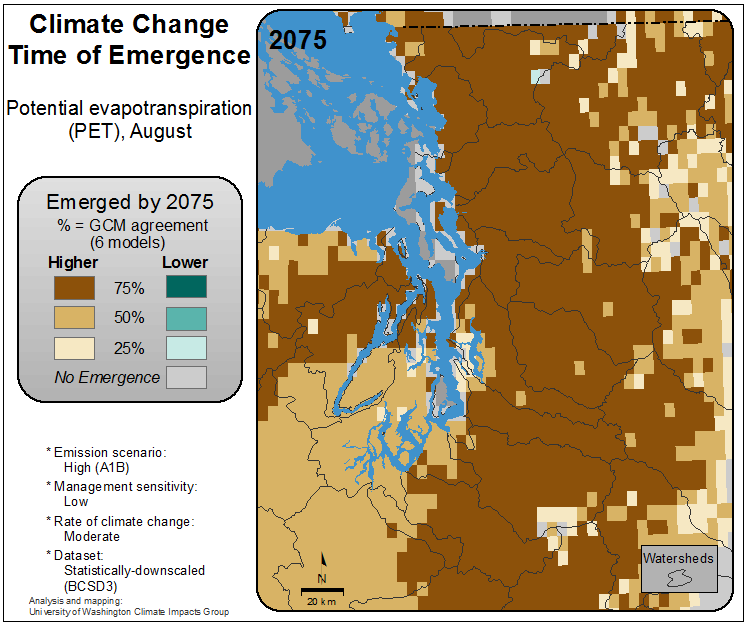 Climate Change
Time of Emergence
Potential evapotranspiration
(PET), August
Emerged by 2075
% = GCM agreement
(6 models)
Higher Lower
75%
50%
25%
No Emergence
* Emission scenario:
High (A1B)
* Management sensitivity:
Low
* Rate of climate change:
Moderate
* Dataset:
Statistically-downscaled
(BCSD3)
Analysis and mapping:
University of Washington Climate Impacts Group
2075
Watersheds
N
20 km